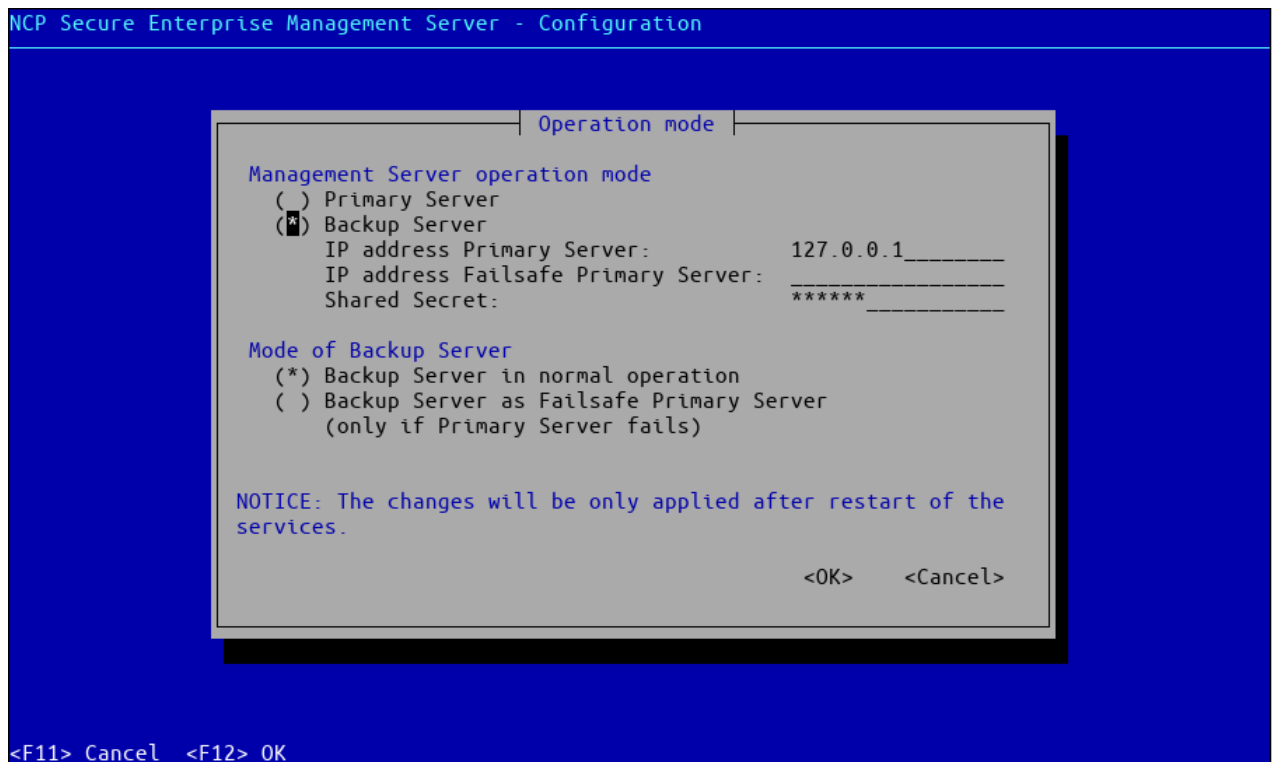 NCP Secure Enterprise Management Server - Configuration
Operation mode
Management Server operation mode
( ) Primary Server
(*) Backup Server
IP address Primary Server: 127.0.0.1________
IP address Failsafe Primary Server: _________________
Shared Secret: ******___________
Mode of Backup Server
(*) Backup Server in normal operation
( ) Backup Server as Failsafe Primary Server
(only if Primary Server fails)
NOTICE: The changes will be only applied after restart of the
services.
<OK> <Cancel>
<F11> Cancel <F12> OK